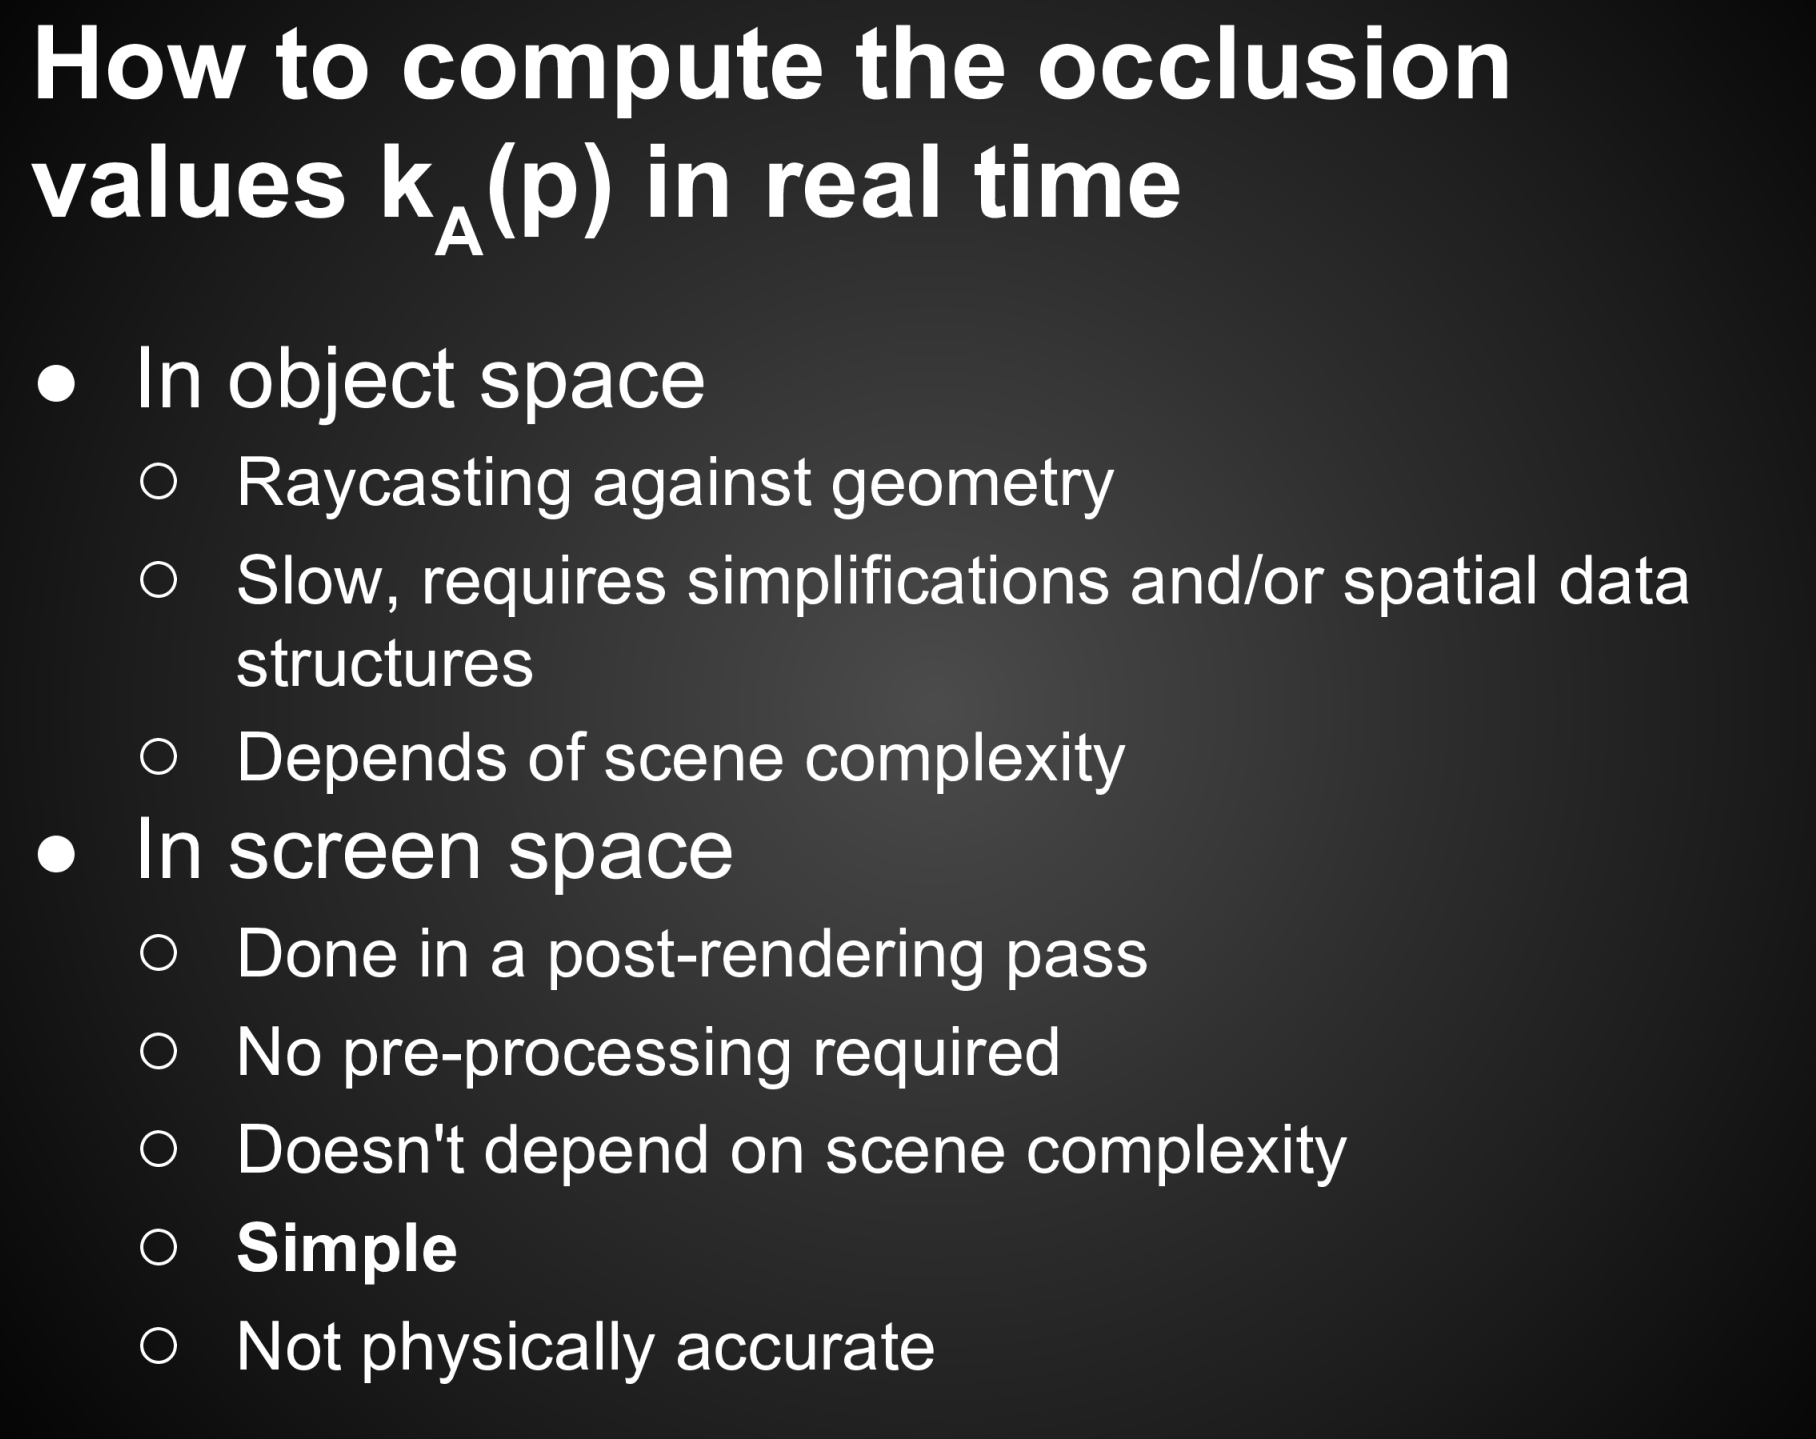 How to compute the occlusion
values kA(p) in real time
● In object space
○ Raycasting against geometry
○ Slow, requires simplifications and/or spatial data
structures
○ Depends of scene complexity
● In screen space
○ Done in a post-rendering pass
○ No pre-processing required
○ Doesn't depend on scene complexity
○ Simple
○ Not physically accurate